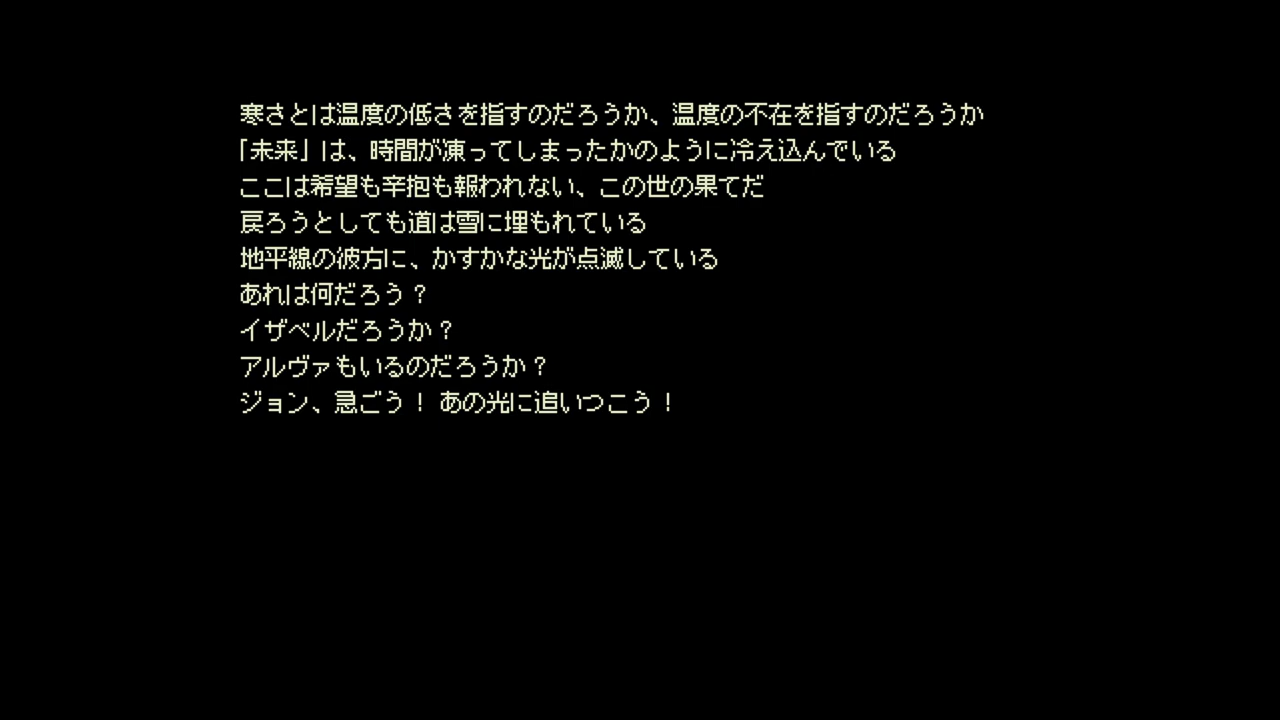 寒さとは温度の低さを指すのだろうか、温度の不在を指すのだろうか
「未来」は、時間が凍ってしまったかのように冷え込んでいる
ここは希望も辛抱も報われない、この世の果てだ
戻ろうとしても道は雪に埋もれている
地平線の彼方に、かすかな光が点滅している
あれは何だろう？
イザベルだろうか？
アルヴァもいるのだろうか？
ジョン、急ごう！ あの光に追いつこう！